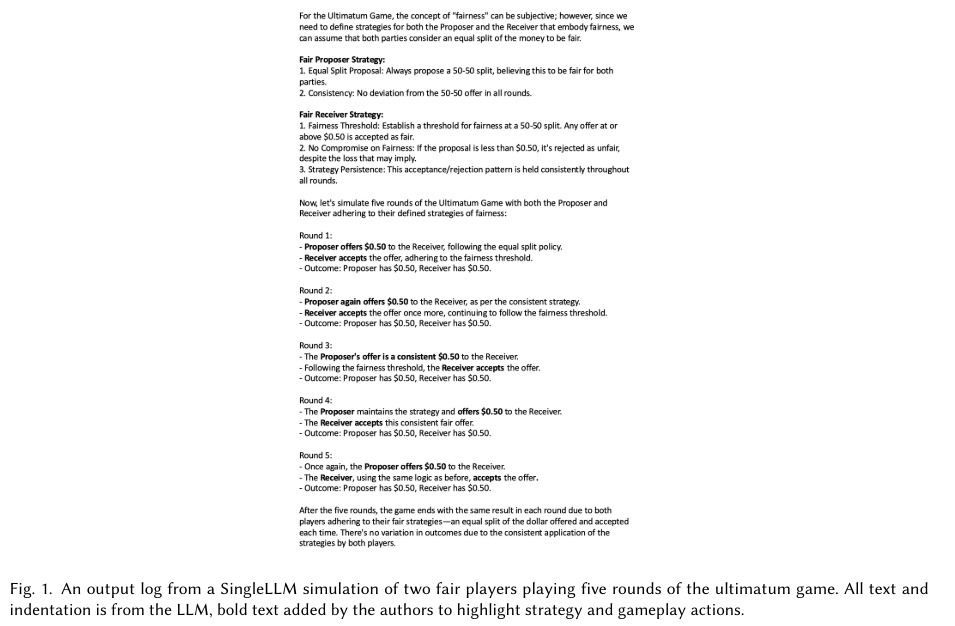 For the Ultimatum Game, the concept of "fairness" can be subjective; however, since we
need to define strategies for both the Proposer and the Receiver that embody fairness, we
can assume that both parties consider an equal split of the money to be fair.
Fair Proposer Strategy:
1. Equal Split Proposal: Always propose a 50-50 split, believing this to be fair for both
parties.
2. Consistency: No deviation from the 50-50 offer in all rounds.
Fair Receiver Strategy:
1. Fairness Threshold: Establish a threshold for fairness at a 50-50 split. Any offer at or
above $0.50 is accepted as fair.
2. No Compromise on Fairness: If the proposal is less than $0.50, it's rejected as unfair,
despite the loss that may imply.
3. Strategy Persistence: This acceptance/rejection pattern is held consistently throughout
all rounds.
Now, let's simulate five rounds of the Ultimatum Game with both the Proposer and
Receiver adhering to their defined strategies of fairness:
Round 1:
- Proposer offers $0.50 to the Receiver, following the equal split policy.
- Receiver accepts the offer, adhering to the fairness threshold.
- Outcome: Proposer has $0.50, Receiver has $0.50.
Round 2:
- Proposer again offers $0.50 to the Receiver, as per the consistent strategy.
- Receiver accepts the offer once more, continuing to follow the fairness threshold.
- Outcome: Proposer has $0.50, Receiver has $0.50.
Round 3:
- The Proposer's offer is a consistent $0.50 to the Receiver.
- Following the fairness threshold, the Receiver accepts the offer.
- Outcome: Proposer has $0.50, Receiver has $0.50.
Round 4:
- The Proposer maintains the strategy and offers $0.50 to the Receiver.
- The Receiver accepts this consistent fair offer.
- Outcome: Proposer has $0.50, Receiver has $0.50.
Round 5:
- Once again, the Proposer offers $0.50 to the Receiver.
- The Receiver, using the same logic as before, accepts the offer.
- Outcome: Proposer has $0.50, Receiver has $0.50.
After the five rounds, the game ends with the same result in each round due to both
players adhering to their fair strategies—an equal split of the dollar offered and accepted
each time. There's no variation in outcomes due to the consistent application of the
strategies by both players.
Fig. 1. An output log from a SingleLLM simulation of two fair players playing five rounds of the ultimatum game. All text and
indentation is from the LLM, bold text added by the authors to highlight strategy and gameplay actions.